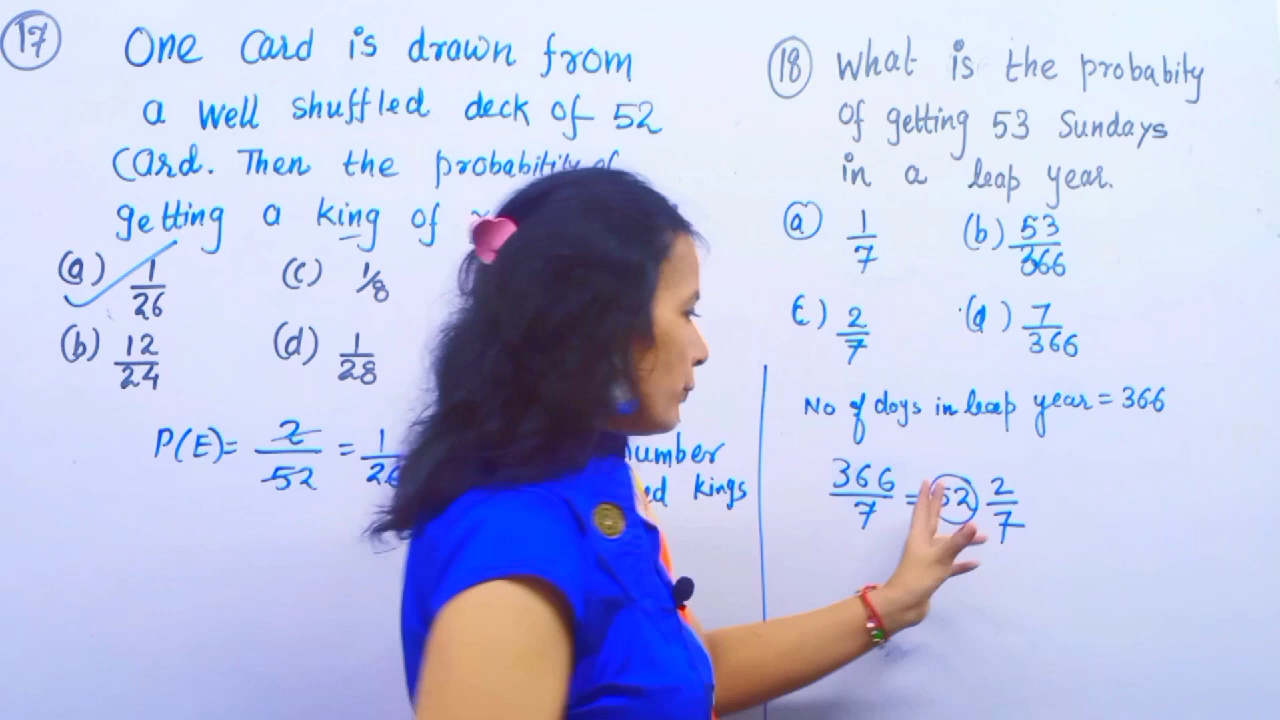 17
One Card is drawn from
a well shuffled deck of 52
Card. Then the probability of
getting a king of
(a) 1/26 (c) 1/8
(b) 12/24 (d) 1/28
P(E) = 2/52 = 1/26
kings
18 What is the probabity
of getting 53 Sundays
in a leap year.
(a) 1/7 (b) 53/366
(c) 2/7 (d) 7/366
No of days in leap year = 366
366/7 = 52 2/7